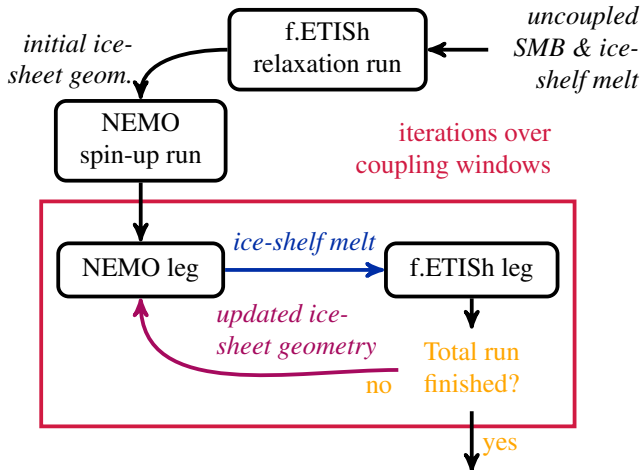 initial ice-
sheet geom.
f.ETISh
relaxation run
uncoupled
SMB & ice-
shelf melt
NEMO
spin-up run
iterations over
coupling windows
NEMO leg
ice-shelf melt
f.ETISh leg
updated ice-
sheet geometry
Total run
finished?
no
yes